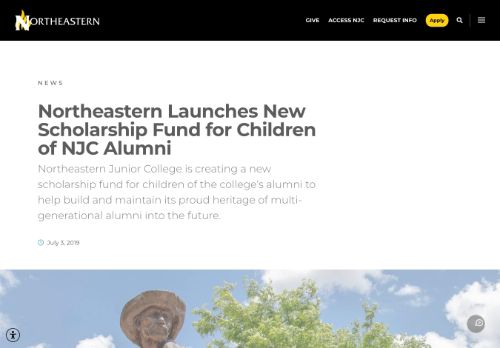 NORTHEASTERN
GIVE ACCESS NJC REQUEST INFO Apply
NEWS
Northeastern Launches New
Scholarship Fund for Children
of NJC Alumni
Northeastern Junior College is creating a new
scholarship fund for children of the college's alumni to
help build and maintain its proud heritage of multi-
generational alumni into the future.
July 3, 2019